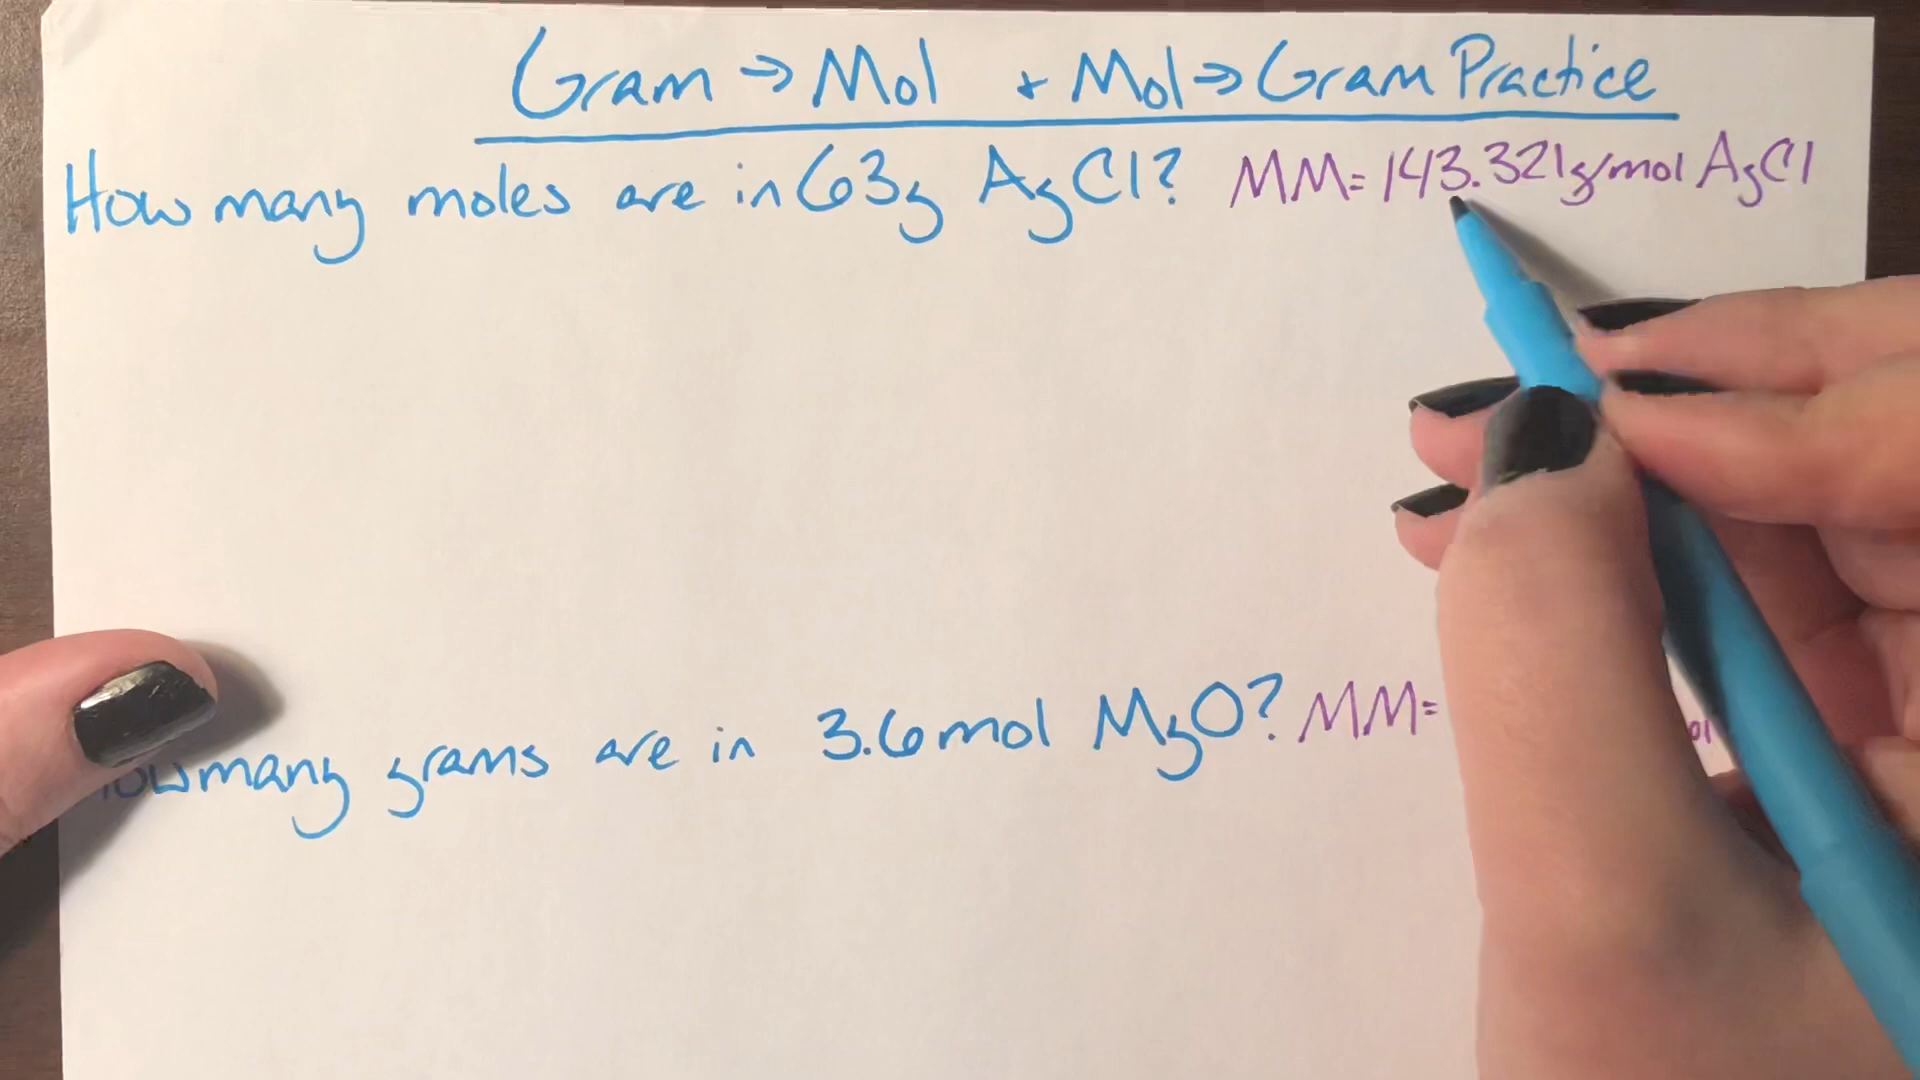 Gram → Mol + Mol → Gram Practice
How many moles are in 63g AgCl? MM= 143.321g/mol AgCl
many grams are in 3.6mol MgO? MM=